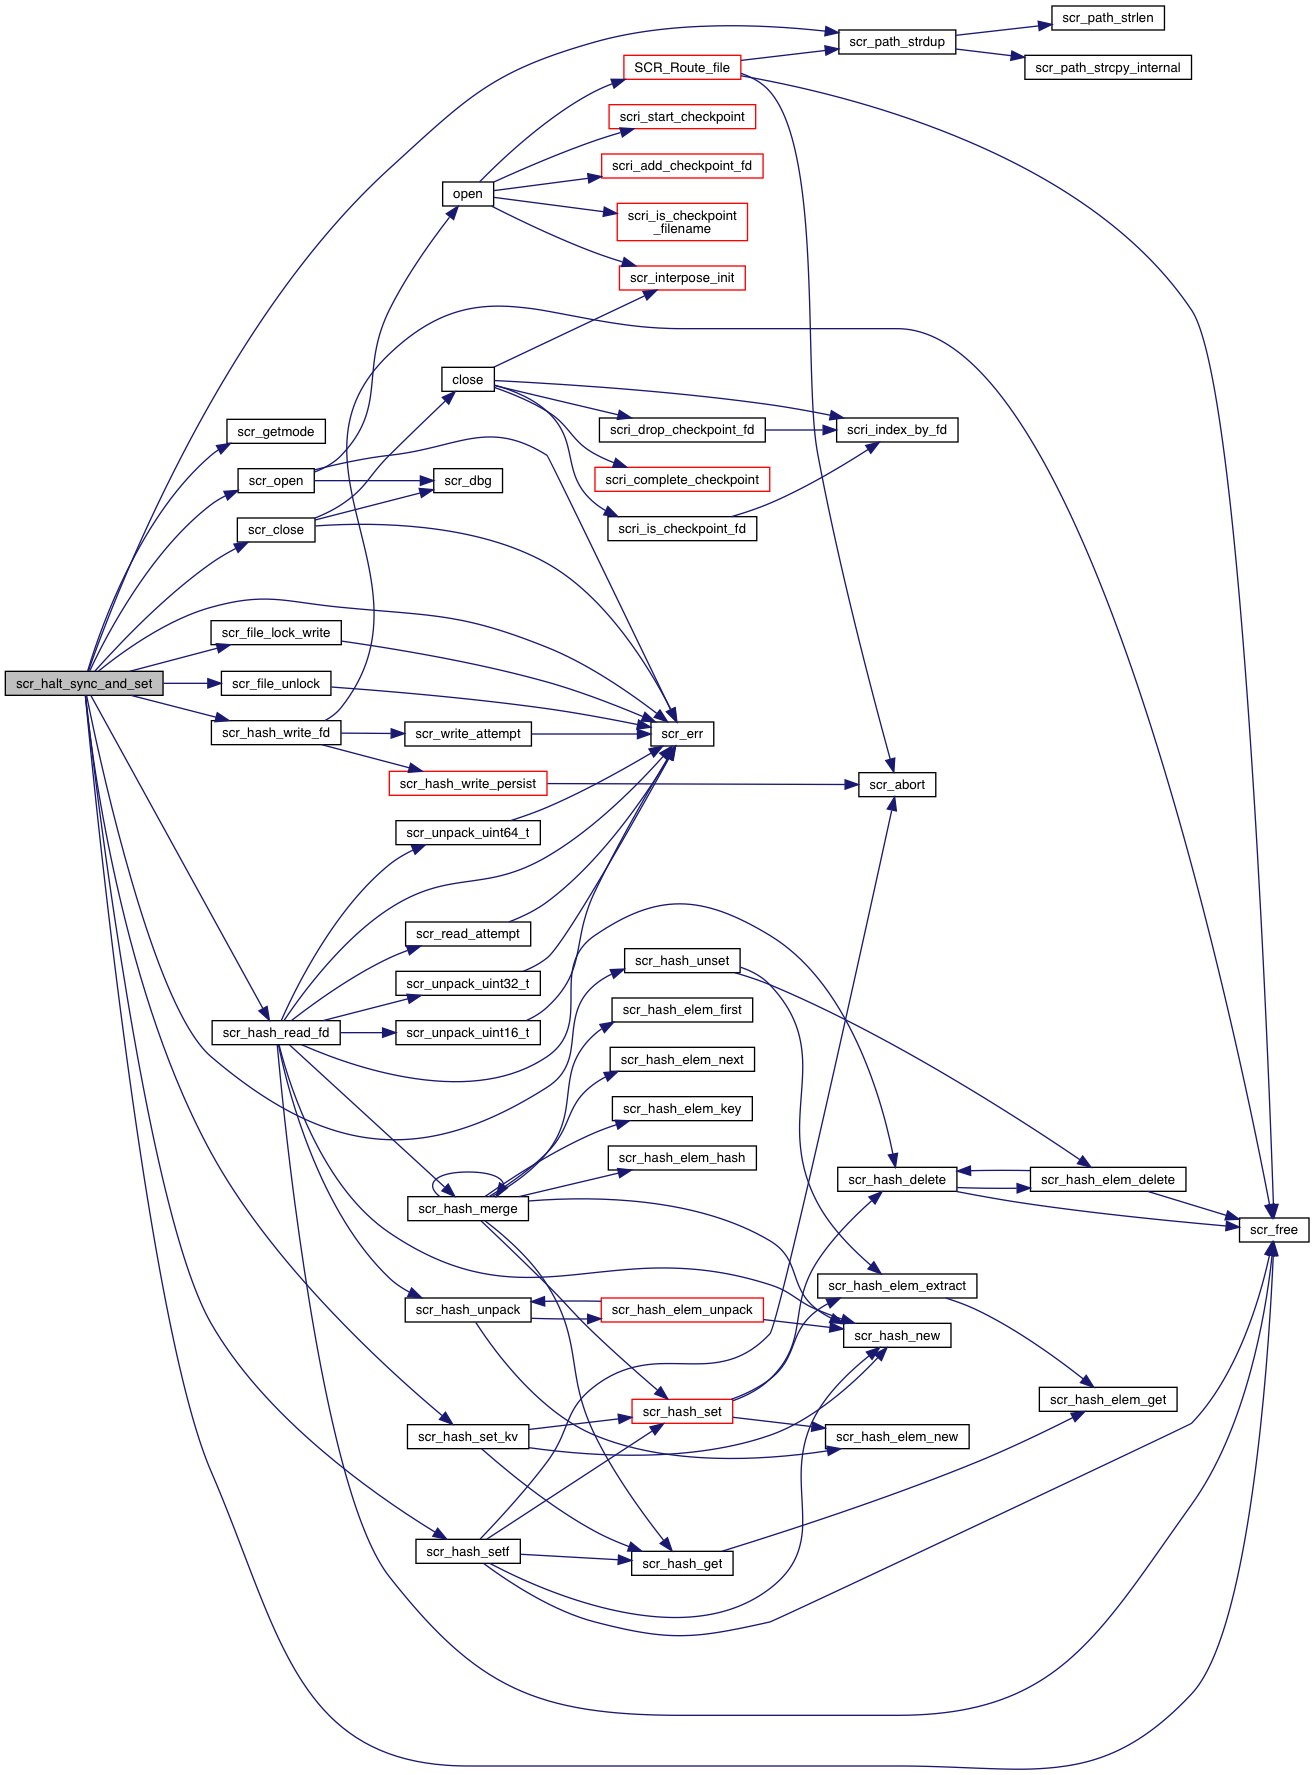 scr_path_strlen
scr_path_strdup
SCR_Route_file
scr_path_strcpy_internal
scri_start_checkpoint
scri_add_checkpoint_fd
open
scri_is_checkpoint
_filename
scr_interpose_init
close
scr_getmode
scri_drop_checkpoint_fd
scri_index_by_fd
scr_open
scr_dbg
scri_complete_checkpoint
scr_close
scri_is_checkpoint_fd
scr_file_lock_write
scr_halt_sync_and_set
scr_file_unlock
scr_hash_write_fd
scr_write_attempt
scr_err
scr_hash_write_persist
scr_abort
scr_unpack_uint64_t
scr_read_attempt
scr_hash_unset
scr_unpack_uint32_t
scr_hash_elem_first
scr_hash_read_fd
scr_unpack_uint16_t
scr_hash_elem_next
scr_hash_elem_key
scr_hash_elem_hash
scr_hash_delete
scr_hash_elem_delete
scr_hash_merge
scr_free
scr_hash_elem_extract
scr_hash_unpack
scr_hash_elem_unpack
scr_hash_new
scr_hash_elem_get
scr_hash_set
scr_hash_set_kv
scr_hash_elem_new
scr_hash_setf
scr_hash_get